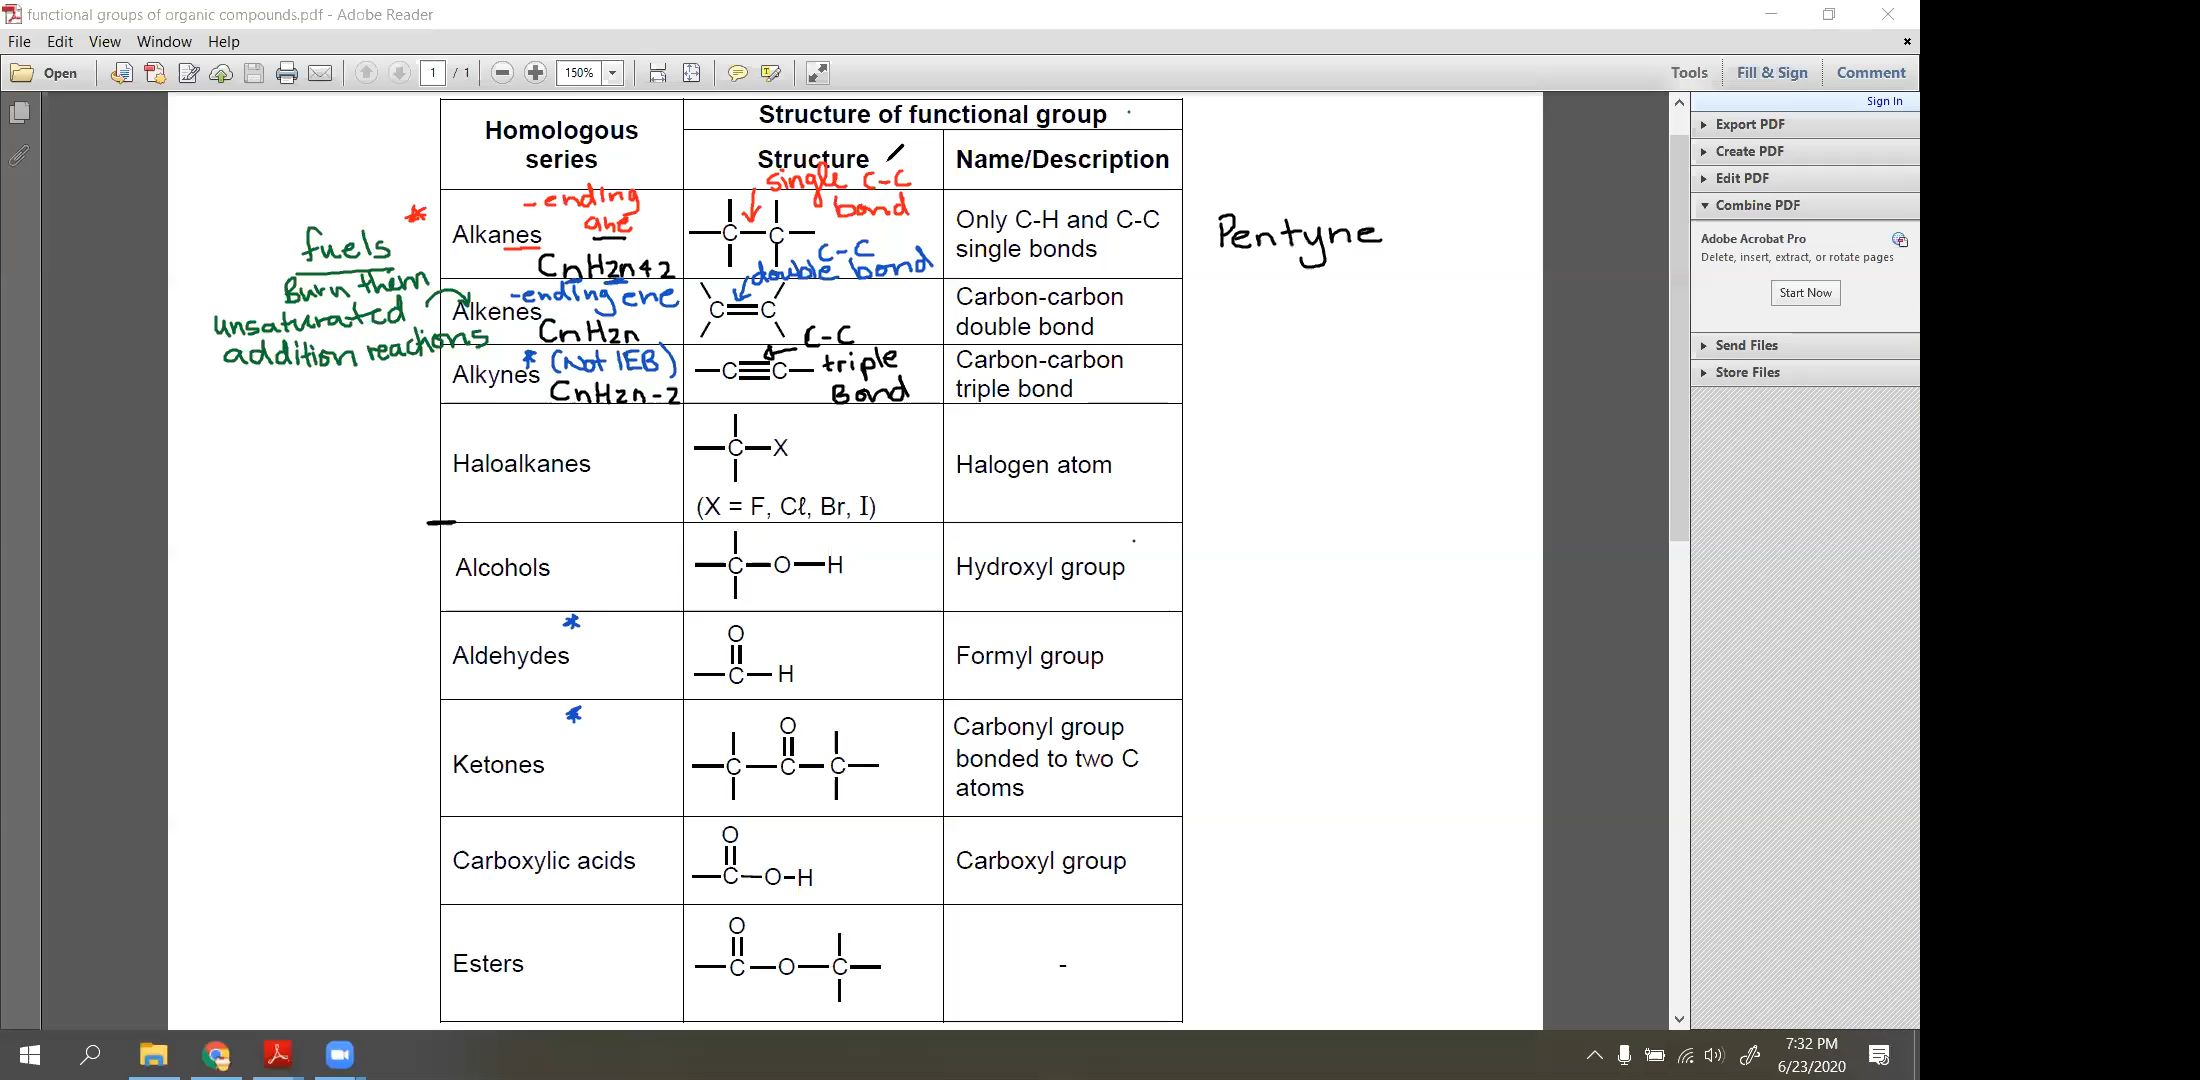 functional groups of organic compounds.pdf - Adobe Reader
File Edit View Window Help
Open 1 / 1 150% Tools Fill & Sign Comment
Sign In
Export PDF
Create PDF
Edit PDF
Combine PDF
Adobe Acrobat Pro
Delete, insert, extract, or rotate pages
Start Now
Send Files
Store Files
Homologous
series
Structure of functional group
Structure
Name/Description
* Alkanes
- ending
ane
CnH2n+2
single C-C
bond
C C
Only C-H and C-C
single bonds
Pentyne
fuels
Burn them
unsaturated
addition reactions
Alkenes
-ending ene
CnH2n
C-C
double bond
C C
Carbon-carbon
double bond
Alkynes
* (Not IEB)
CnH2n-2
C C
C-C
triple
Bond
Carbon-carbon
triple bond
Haloalkanes
C X
(X = F, Cℓ, Br, I)
Halogen atom
Alcohols
C O H
Hydroxyl group
*
Aldehydes
O
C H
Formyl group
*
Ketones
O
C C C
Carbonyl group
bonded to two C
atoms
Carboxylic acids
O
C O-H
Carboxyl group
Esters
O
C O C
-
7:32 PM
6/23/2020